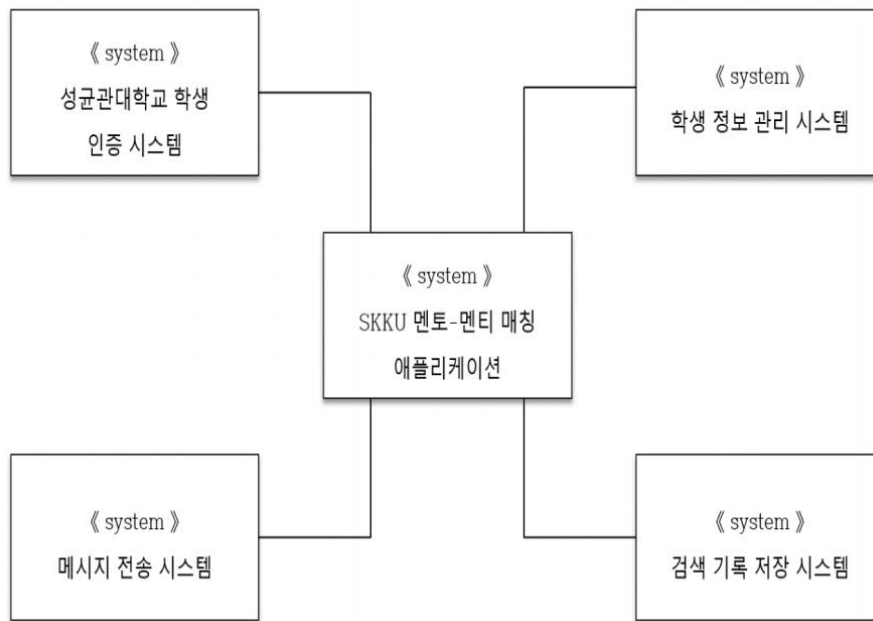 《 system 》
성균관대학교 학생
인증 시스템
《 system 》
학생 정보 관리 시스템
《 system 》
SKKU 멘토-멘티 매칭
애플리케이션
《 system 》
메시지 전송 시스템
《 system 》
검색 기록 저장 시스템